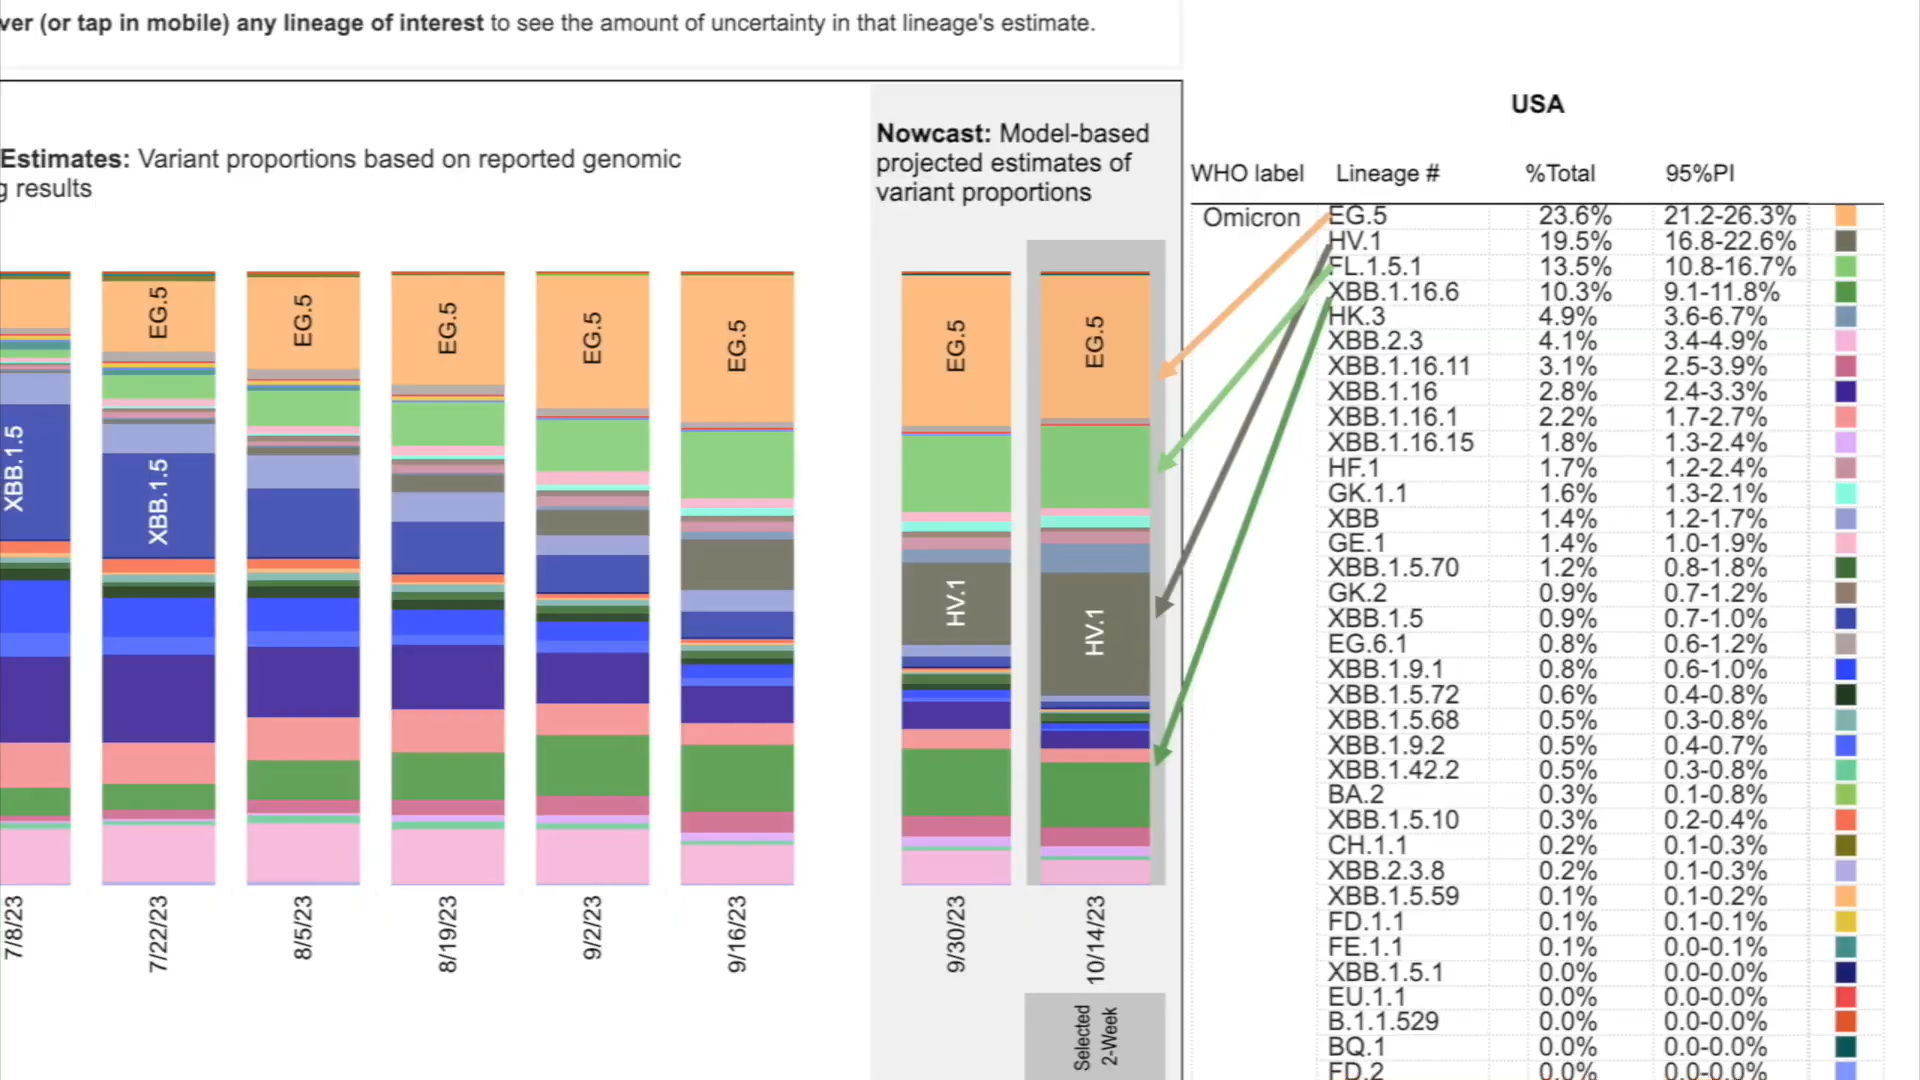 ver (or tap in mobile) any lineage of interest to see the amount of uncertainty in that lineage's estimate.
Estimates: Variant proportions based on reported genomic
g results
Nowcast: Model-based
projected estimates of
variant proportions
EG.5
EG.5
EG.5
EG.5
EG.5
EG.5
EG.5
XBB.1.5
XBB.1.5
HV.1
HV.1
7/8/23
7/22/23
8/5/23
8/19/23
9/2/23
9/16/23
9/30/23
10/14/23
Selected
2-Week
USA
WHO label Lineage # %Total 95%PI
Omicron EG.5 23.6% 21.2-26.3%
HV.1 19.5% 16.8-22.6%
FL.1.5.1 13.5% 10.8-16.7%
XBB.1.16.6 10.3% 9.1-11.8%
HK.3 4.9% 3.6-6.7%
XBB.2.3 4.1% 3.4-4.9%
XBB.1.16.11 3.1% 2.5-3.9%
XBB.1.16 2.8% 2.4-3.3%
XBB.1.16.1 2.2% 1.7-2.7%
XBB.1.16.15 1.8% 1.3-2.4%
HF.1 1.7% 1.2-2.4%
GK.1.1 1.6% 1.3-2.1%
XBB 1.4% 1.2-1.7%
GE.1 1.4% 1.0-1.9%
XBB.1.5.70 1.2% 0.8-1.8%
GK.2 0.9% 0.7-1.2%
XBB.1.5 0.9% 0.7-1.0%
EG.6.1 0.8% 0.6-1.2%
XBB.1.9.1 0.8% 0.6-1.0%
XBB.1.5.72 0.6% 0.4-0.8%
XBB.1.5.68 0.5% 0.3-0.8%
XBB.1.9.2 0.5% 0.4-0.7%
XBB.1.42.2 0.5% 0.3-0.8%
BA.2 0.3% 0.1-0.8%
XBB.1.5.10 0.3% 0.2-0.4%
CH.1.1 0.2% 0.1-0.3%
XBB.2.3.8 0.2% 0.1-0.3%
XBB.1.5.59 0.1% 0.1-0.2%
FD.1.1 0.1% 0.1-0.1%
FE.1.1 0.1% 0.0-0.1%
XBB.1.5.1 0.0% 0.0-0.0%
EU.1.1 0.0% 0.0-0.0%
B.1.1.529 0.0% 0.0-0.0%
BQ.1 0.0% 0.0-0.0%
FD.2 0.0% 0.0-0.0%